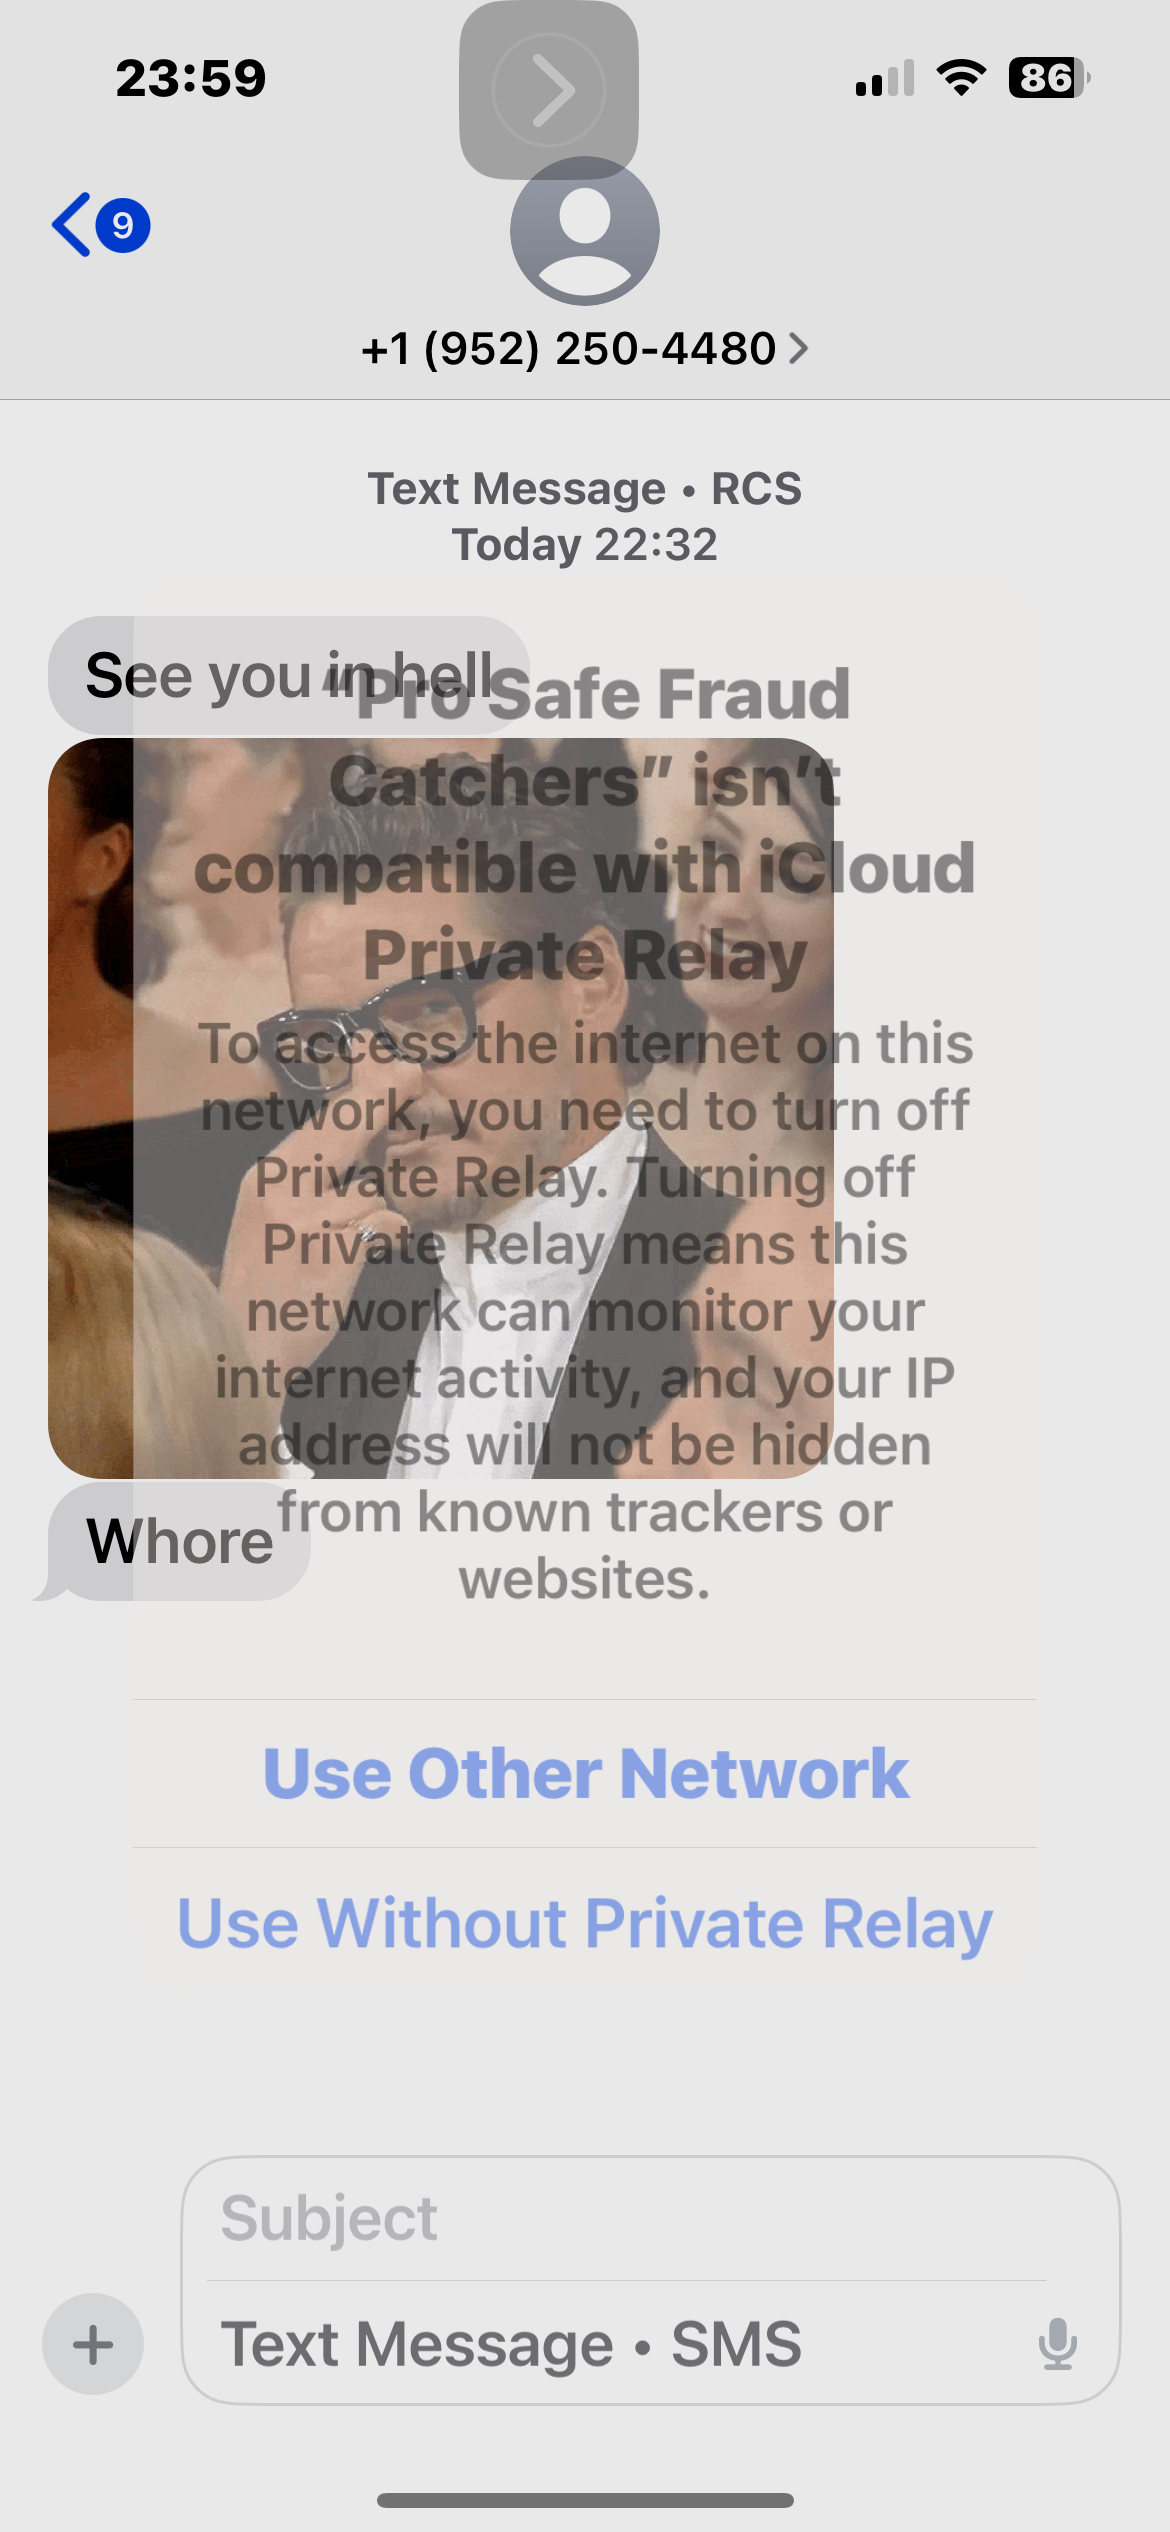 23:59
86
9
+1 (952) 250-4480
Text Message • RCS
Today 22:32
See you in hell
“Pro Safe Fraud
Catchers” isn’t
compatible with iCloud
Private Relay
To access the internet on this
network, you need to turn off
Private Relay. Turning off
Private Relay means this
network can monitor your
internet activity, and your IP
address will not be hidden
from known trackers or
websites.
Whore
Use Other Network
Use Without Private Relay
Subject
Text Message • SMS